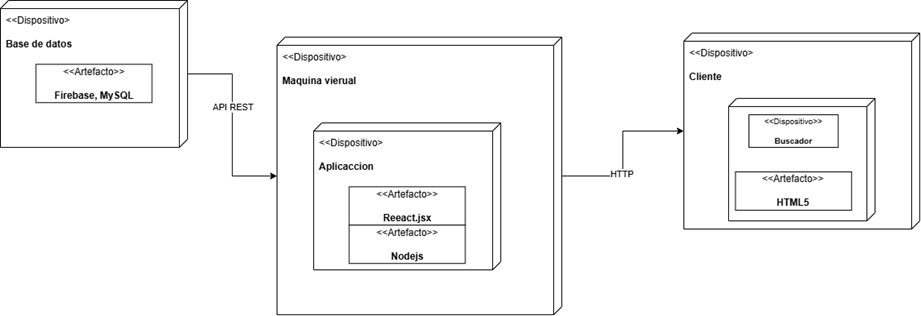 <<Dispositivo>
Base de datos
<<Artefacto>>
Firebase, MySQL
API REST
<<Dispositivo>
Maquina vierual
<<Dispositivo>
Aplicaccion
<<Artefacto>>
Reeact.jsx
<<Artefacto>>
Nodejs
HTTP
<<Dispositivo>
Cliente
<<Dispositivo>
Buscador
<<Artefacto>>
HTML5